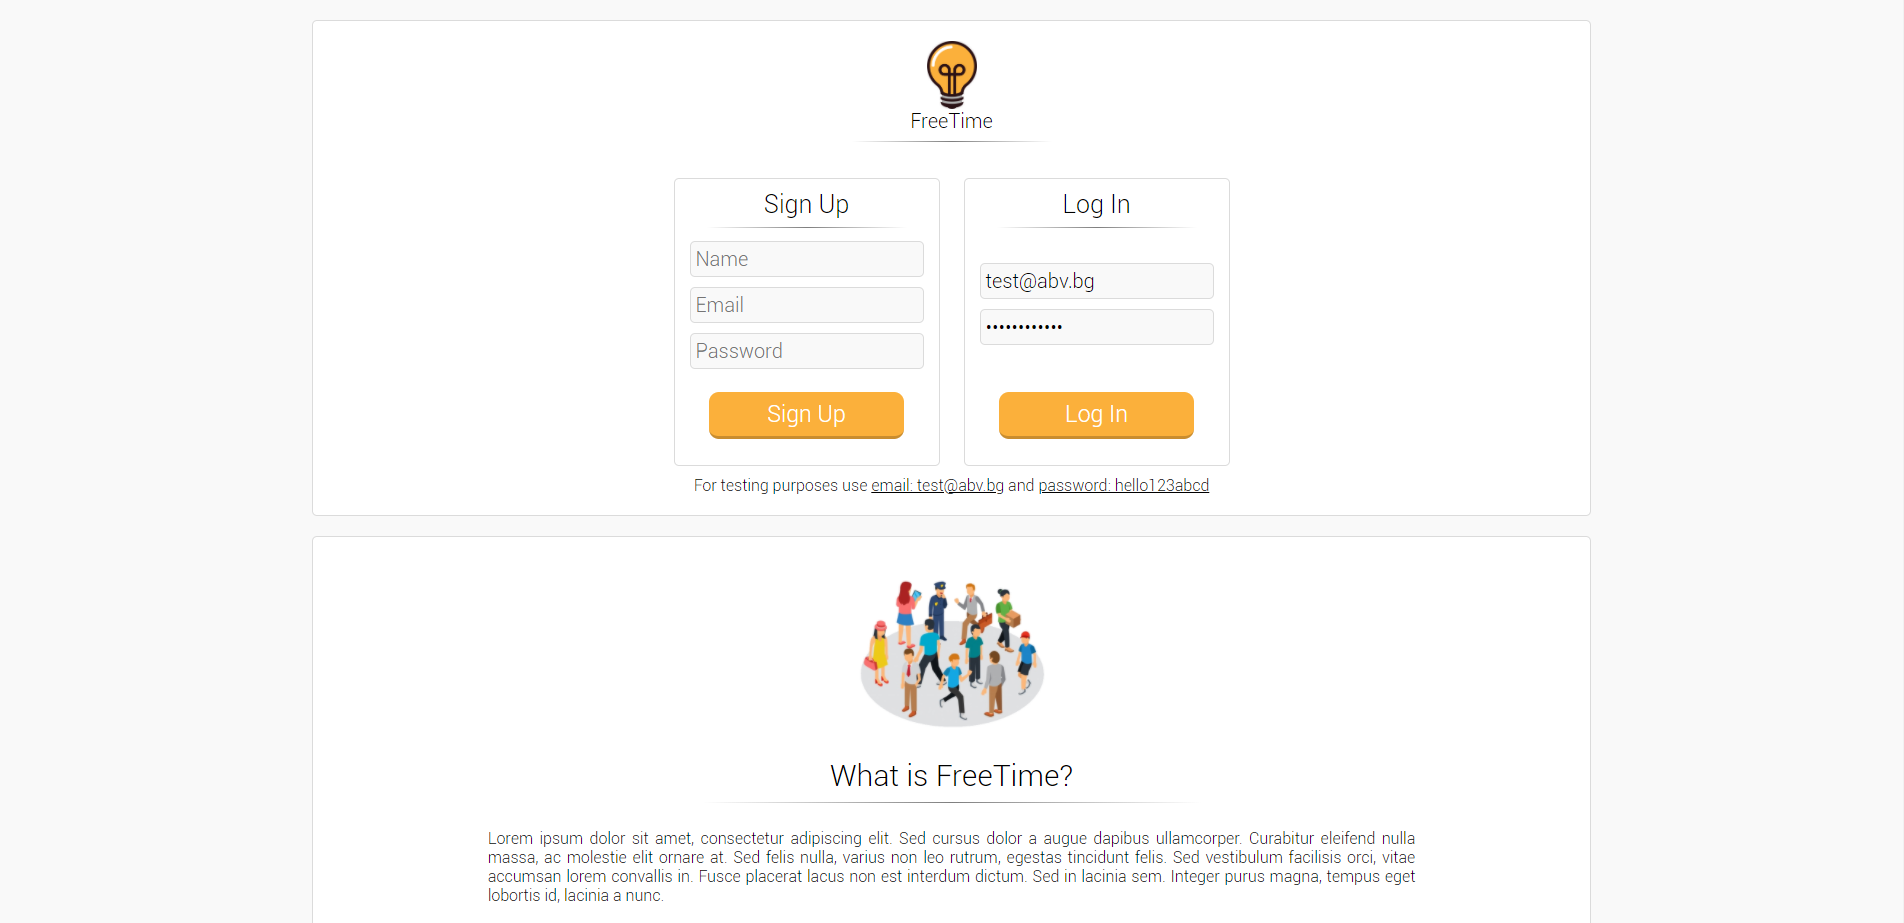 FreeTime
Sign Up
Name
Email
Password
Sign Up
Log In
test@abv.bg
••••••••••••
Log In
For testing purposes use email: test@abv.bg and password: hello123abcd
What is FreeTime?
Lorem ipsum dolor sit amet, consectetur adipiscing elit. Sed cursus dolor a augue dapibus ullamcorper. Curabitur eleifend nulla
massa, ac molestie elit ornare at. Sed felis nulla, varius non leo rutrum, egestas tincidunt felis. Sed vestibulum facilisis orci, vitae
accumsan lorem convallis in. Fusce placerat lacus non est interdum dictum. Sed in lacinia sem. Integer purus magna, tempus eget
lobortis id, lacinia a nunc.